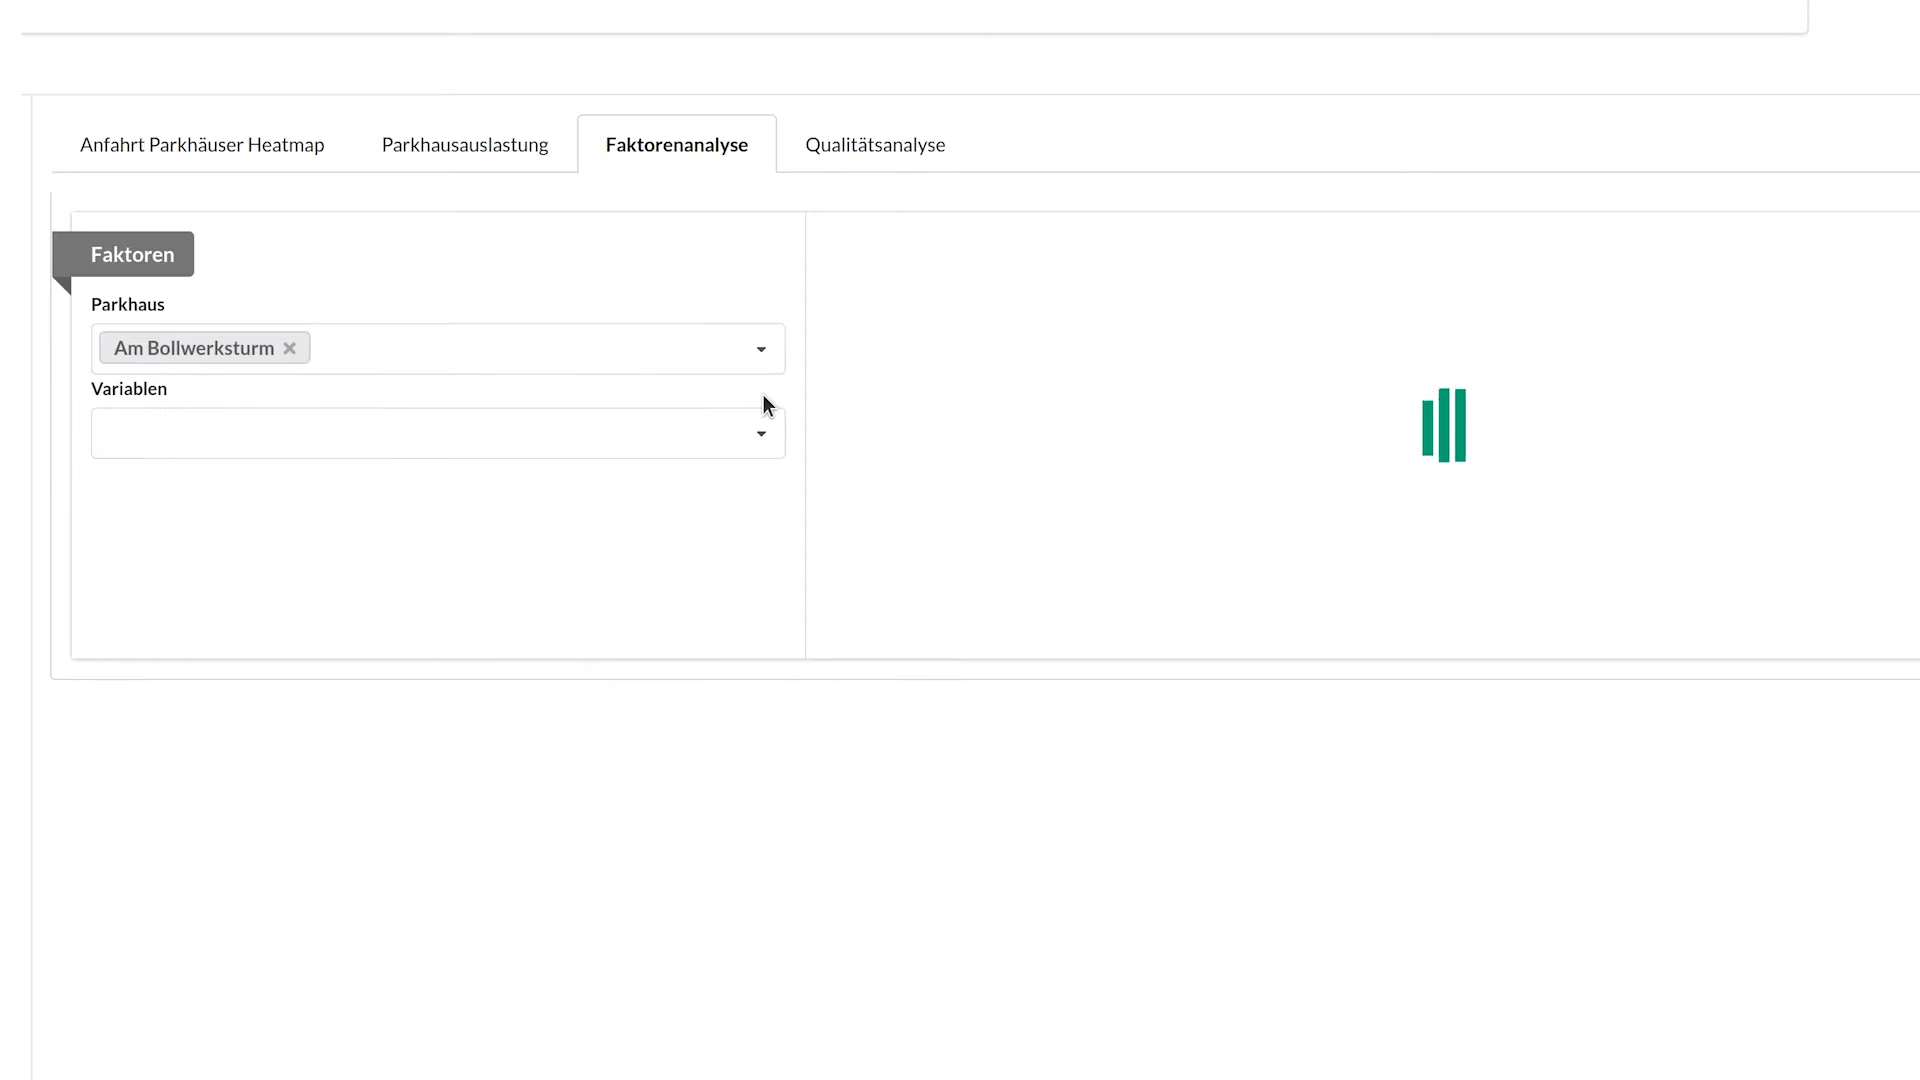 Anfahrt Parkhäuser Heatmap
Parkhausauslastung
Faktorenanalyse
Qualitätsanalyse
Faktoren
Parkhaus
Am Bollwerksturm ×
Variablen